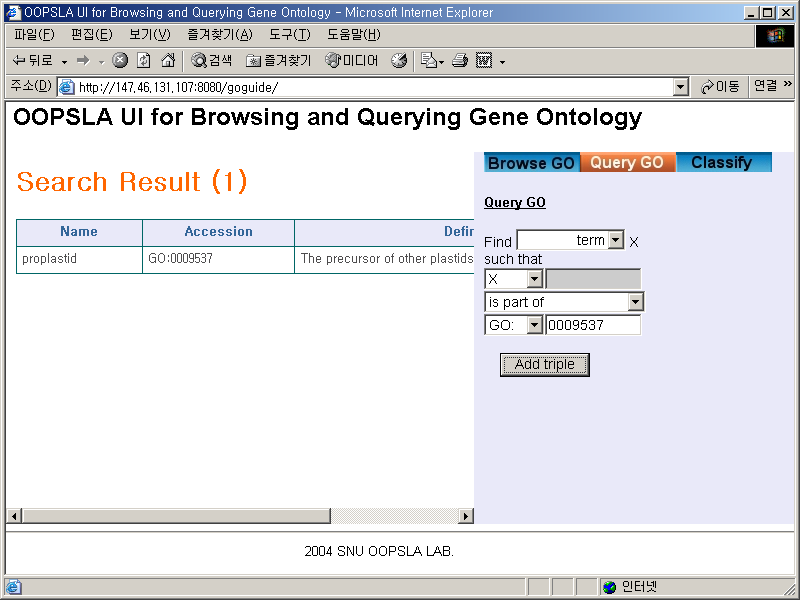 OOPSLA UI for Browsing and Querying Gene Ontology - Microsoft Internet Explorer
파일(F) 편집(E) 보기(V) 즐겨찾기(A) 도구(T) 도움말(H)
뒤로 검색 즐겨찾기 미디어
주소(D) http://147.46.131.107:8080/goguide/ 이동 연결 »
OOPSLA UI for Browsing and Querying Gene Ontology
Search Result (1)
Name Accession Defin
proplastid GO:0009537 The precursor of other plastids
Browse GO Query GO Classify
Query GO
Find term X
such that
X
is part of
GO: 0009537
Add triple
2004 SNU OOPSLA LAB.
인터넷